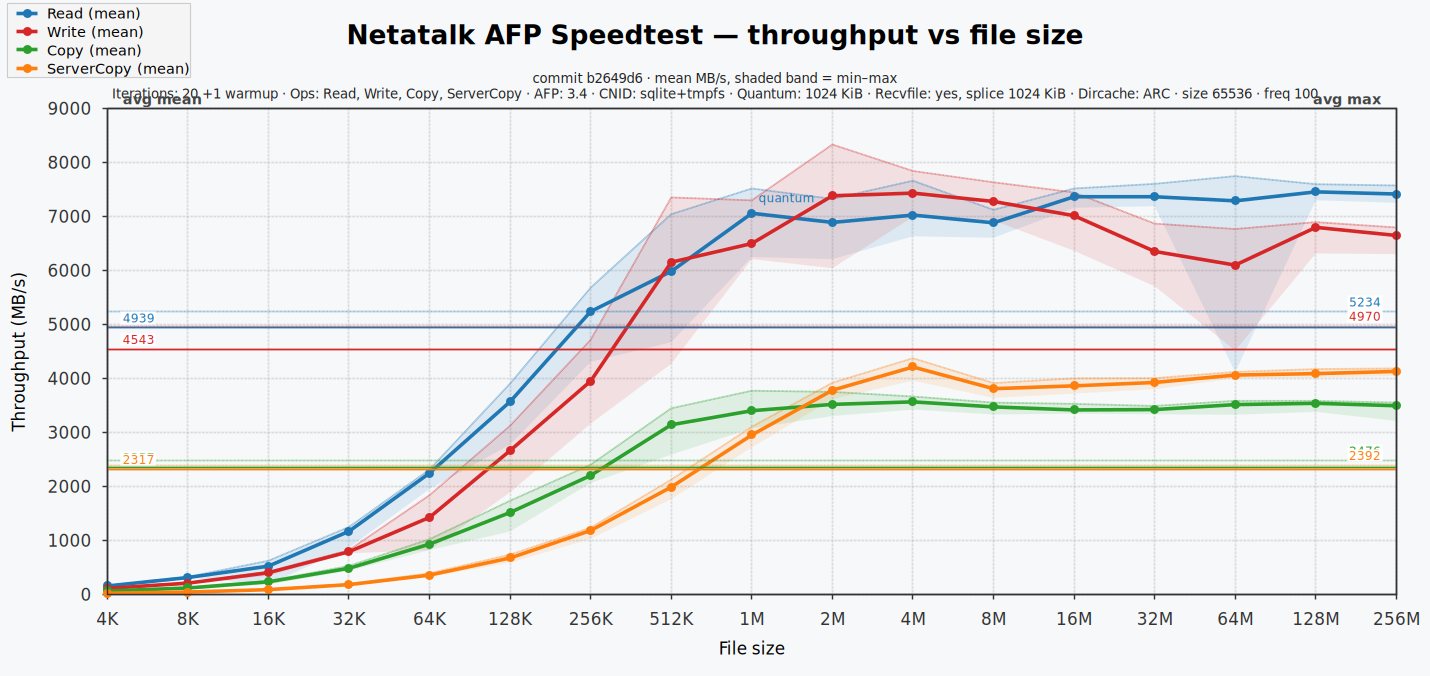 Read (mean)
Write (mean)
Copy (mean)
ServerCopy (mean)
Netatalk AFP Speedtest — throughput vs file size
commit b2649d6 · mean MB/s, shaded band = min–max
Iterations: 20 +1 warmup · Ops: Read, Write, Copy, ServerCopy · AFP: 3.4 · CNID: sqlite+tmpfs · Quantum: 1024 KiB · Recvfile: yes, splice 1024 KiB · Dircache: ARC · size 65536 · freq 100
avg mean
avg max
9000
8000
7000
6000
5000
4000
3000
2000
1000
0
Throughput (MB/s)
quantum
4939
4543
2317
5234
4970
2392
4K 8K 16K 32K 64K 128K 256K 512K 1M 2M 4M 8M 16M 32M 64M 128M 256M
File size